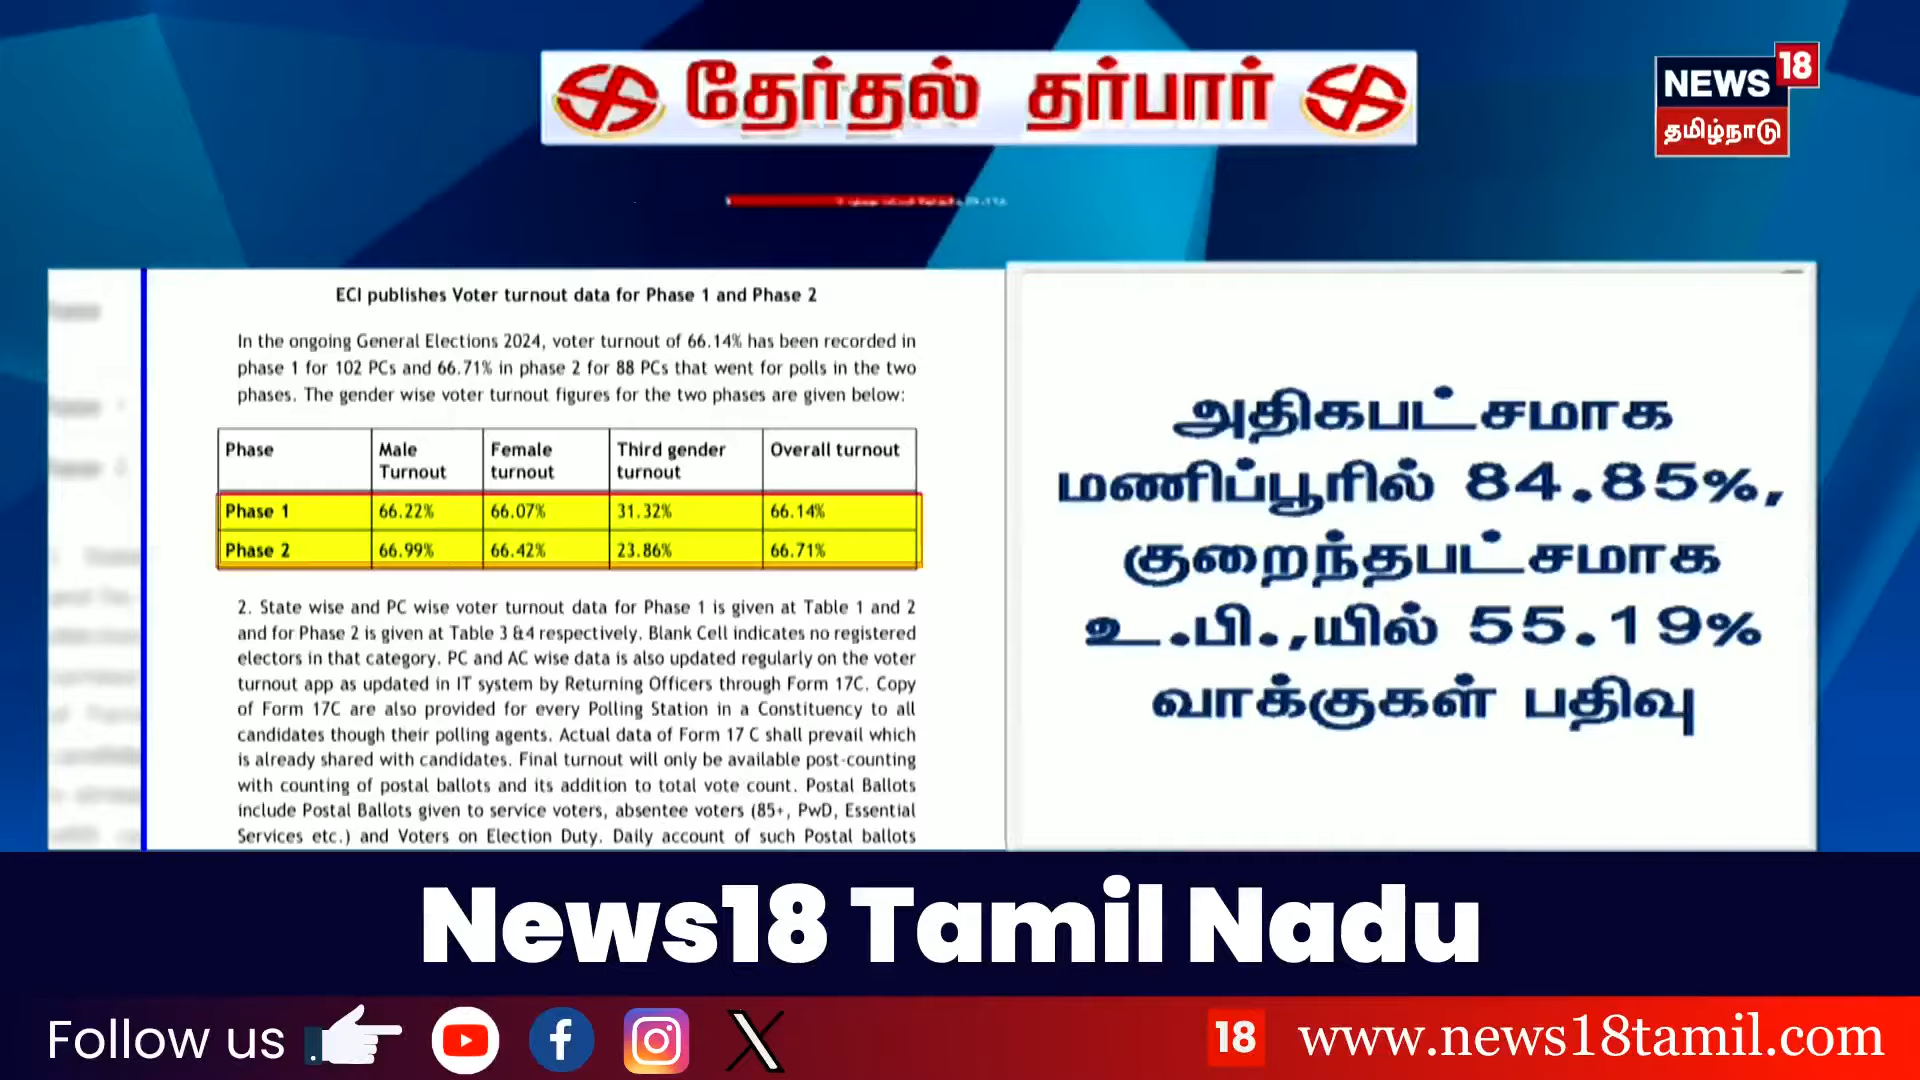 தேர்தல் தர்பார்
NEWS 18
தமிழ்நாடு
ECI publishes Voter turnout data for Phase 1 and Phase 2
In the ongoing General Elections 2024, voter turnout of 66.14% has been recorded in
phase 1 for 102 PCs and 66.71% in phase 2 for 88 PCs that went for polls in the two
phases. The gender wise voter turnout figures for the two phases are given below:
Phase Male Turnout Female turnout Third gender turnout Overall turnout
Phase 1 66.22% 66.07% 31.32% 66.14%
Phase 2 66.99% 66.42% 23.86% 66.71%
2. State wise and PC wise voter turnout data for Phase 1 is given at Table 1 and 2
and for Phase 2 is given at Table 3 &4 respectively. Blank Cell indicates no registered
electors in that category. PC and AC wise data is also updated regularly on the voter
turnout app as updated in IT system by Returning Officers through Form 17C. Copy
of Form 17C are also provided for every Polling Station in a Constituency to all
candidates though their polling agents. Actual data of Form 17 C shall prevail which
is already shared with candidates. Final turnout will only be available post-counting
with counting of postal ballots and its addition to total vote count. Postal Ballots
include Postal Ballots given to service voters, absentee voters (85+, PwD, Essential
Services etc.) and Voters on Election Duty. Daily account of such Postal ballots
அதிகபட்சமாக
மணிப்பூரில் 84.85%,
குறைந்தபட்சமாக
உ.பி.,யில் 55.19%
வாக்குகள் பதிவு
News18 Tamil Nadu
Follow us
18 www.news18tamil.com